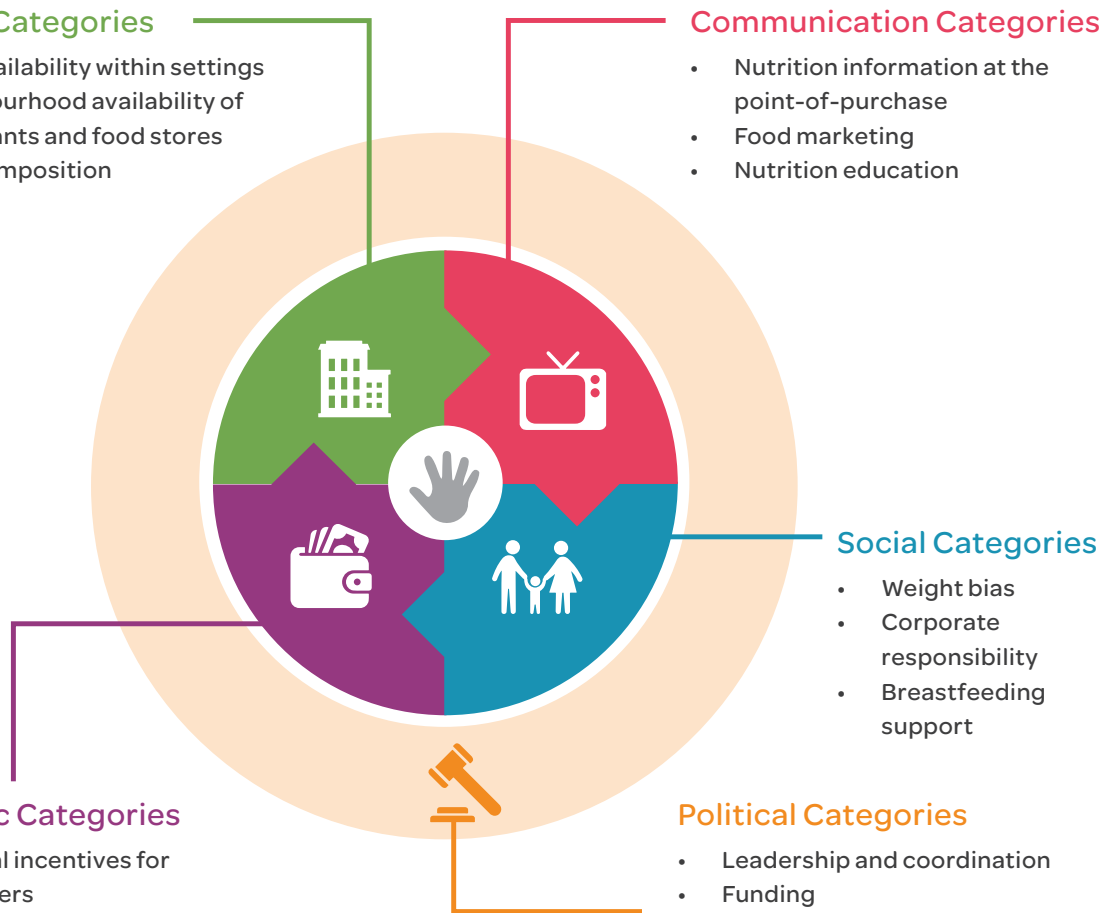 Categories
ailability within settings
ourhood availability of
ants and food stores
mposition
Communication Categories
• Nutrition information at the
point-of-purchase
• Food marketing
• Nutrition education
Social Categories
• Weight bias
• Corporate
responsibility
• Breastfeeding
support
c Categories
al incentives for
ers
Political Categories
• Leadership and coordination
• Funding